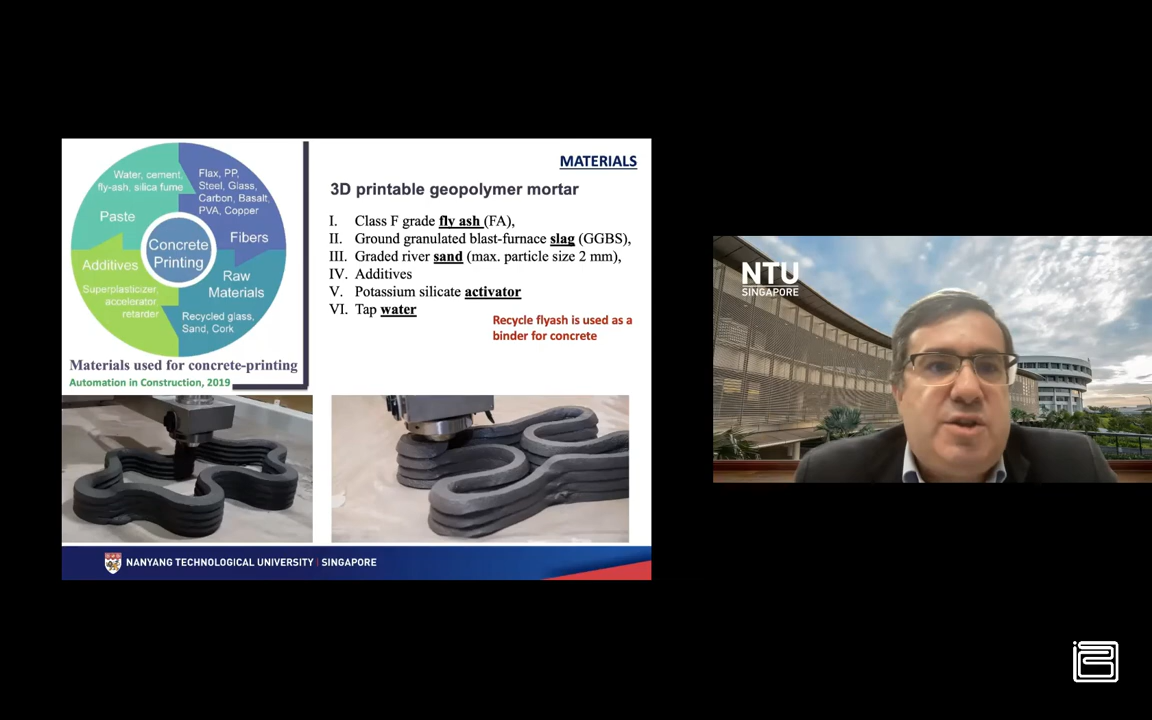 MATERIALS
Water, cement,
fly-ash, silica fume
Paste
Flax, PP,
Steel, Glass,
Carbon, Basalt,
PVA, Copper
Fibers
Concrete
Printing
Additives
Superplasticizer,
accelerator
retarder
Raw
Materials
Recycled glass,
Sand, Cork
Materials used for concrete-printing
Automation in Construction, 2019
3D printable geopolymer mortar
I. Class F grade fly ash (FA),
II. Ground granulated blast-furnace slag (GGBS),
III. Graded river sand (max. particle size 2 mm),
IV. Additives
V. Potassium silicate activator
VI. Tap water
Recycle flyash is used as a
binder for concrete
NANYANG TECHNOLOGICAL UNIVERSITY | SINGAPORE
NTU
SINGAPORE